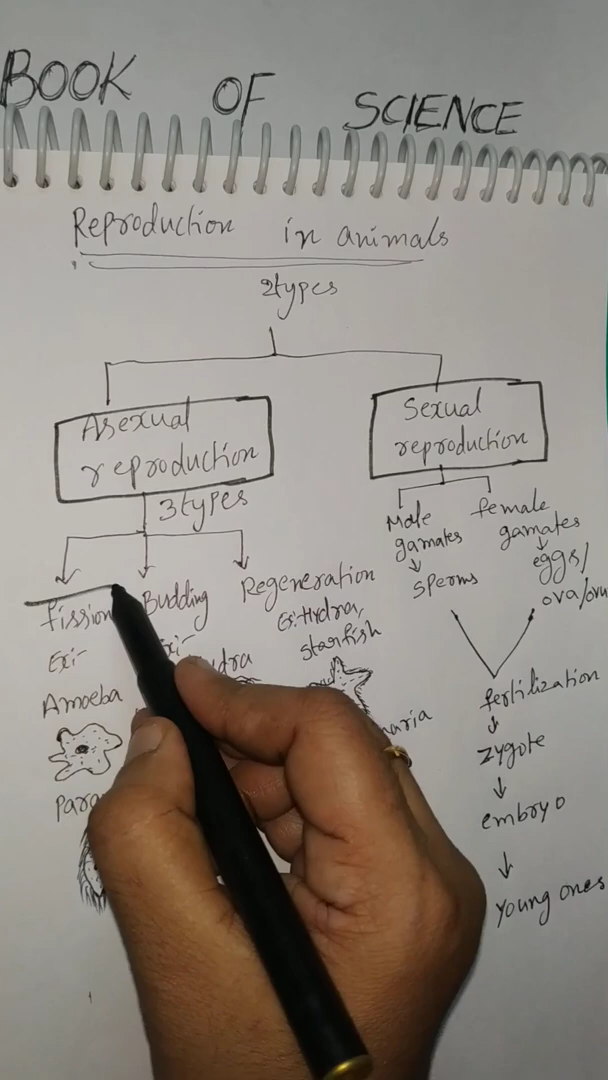 BOOK OF SCIENCE
Reproduction in animals
2types
Asexual
reproduction
3types
Fission
Ex:-
Amoeba
Budding
Regeneration
Ex:Hydra,
starfish
Sexual
reproduction
Male
gamates
sperms
female
gamates
eggs/
fertilization
zygote
embryo
young ones